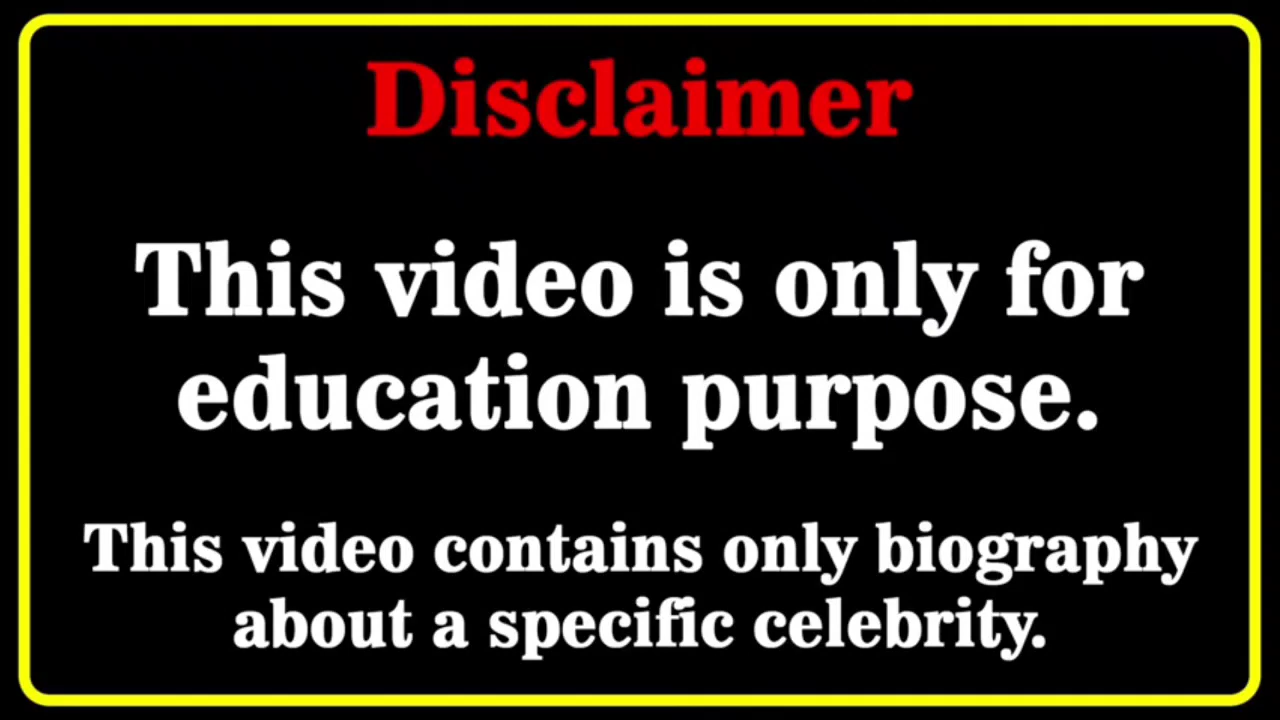 Disclaimer
This video is only for
education purpose.
This video contains only biography
about a specific celebrity.